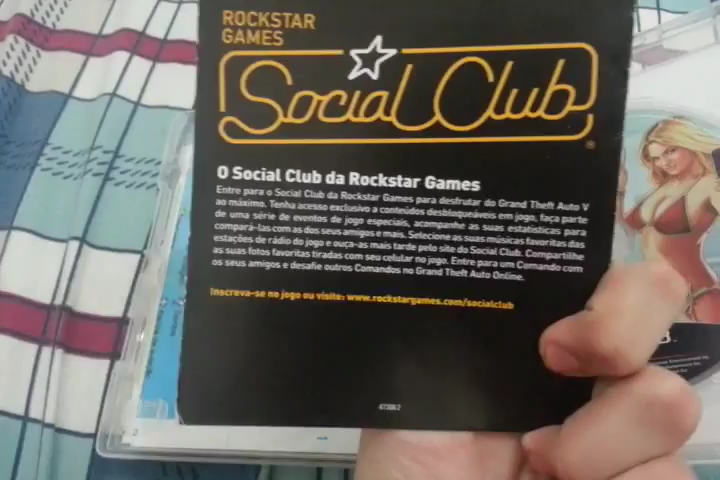 ROCKSTAR
GAMES
Social Club
O Social Club da Rockstar Games
Entre para o Social Club da Rockstar Games para desfrutar do Grand Theft Auto V
ao máximo. Tenha acesso exclusivo a conteúdos desbloqueáveis em jogo, faça parte
de uma série de eventos de jogo especiais, acompanhe as suas estatísticas para
compará-las com as dos seus amigos e mais. Selecione as suas músicas favoritas das
estações de rádio do jogo e ouça-as mais tarde pelo site do Social Club. Compartilhe
as suas fotos favoritas tiradas com seu celular no jogo. Entre para um Comando com
os seus amigos e desafie outros Comandos no Grand Theft Auto Online.
Inscreva-se no jogo ou visite: www.rockstargames.com/socialclub